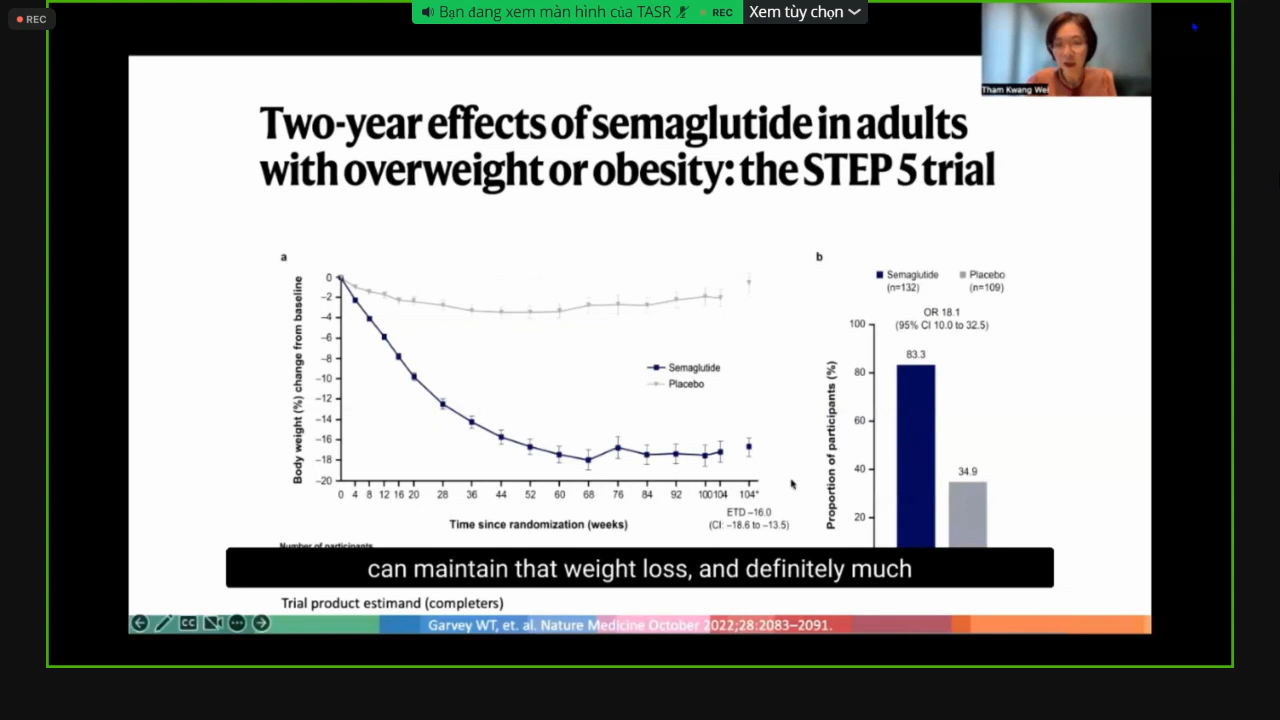 REC
Bạn đang xem màn hình của TASR
REC
Xem tùy chọn
Tham Kwang Wei
Two-year effects of semaglutide in adults
with overweight or obesity: the STEP 5 trial
a
Body weight (%) change from baseline
0
−2
−4
−6
−8
−10
−12
−14
−16
−18
−20
Semaglutide
Placebo
0 4 8 12 16 20 28 36 44 52 60 68 76 84 92 100 104 104*
Time since randomization (weeks)
ETD −16.0
(CI: −18.6 to −13.5)
Number of participants
b
Semaglutide
(n=132)
Placebo
(n=109)
OR 18.1
(95% CI 10.0 to 32.5)
Proportion of participants (%)
100
80
60
40
20
83.3
34.9
can maintain that weight loss, and definitely much
Trial product estimand (completers)
CC
Garvey WT, et. al. Nature Medicine October 2022;28:2083–2091.